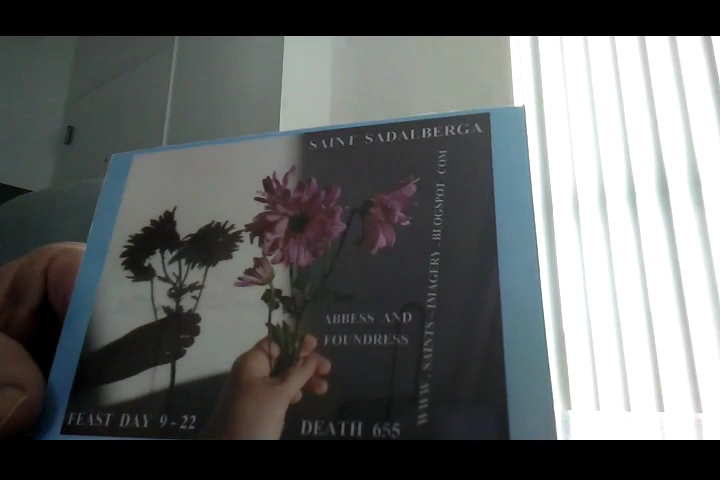 SAINT SADALBERGA
WWW.SAINTS-IMAGERY.BLOGSPOT.COM
ABBESS AND
FOUNDRESS
FEAST DAY 9-22
DEATH 655